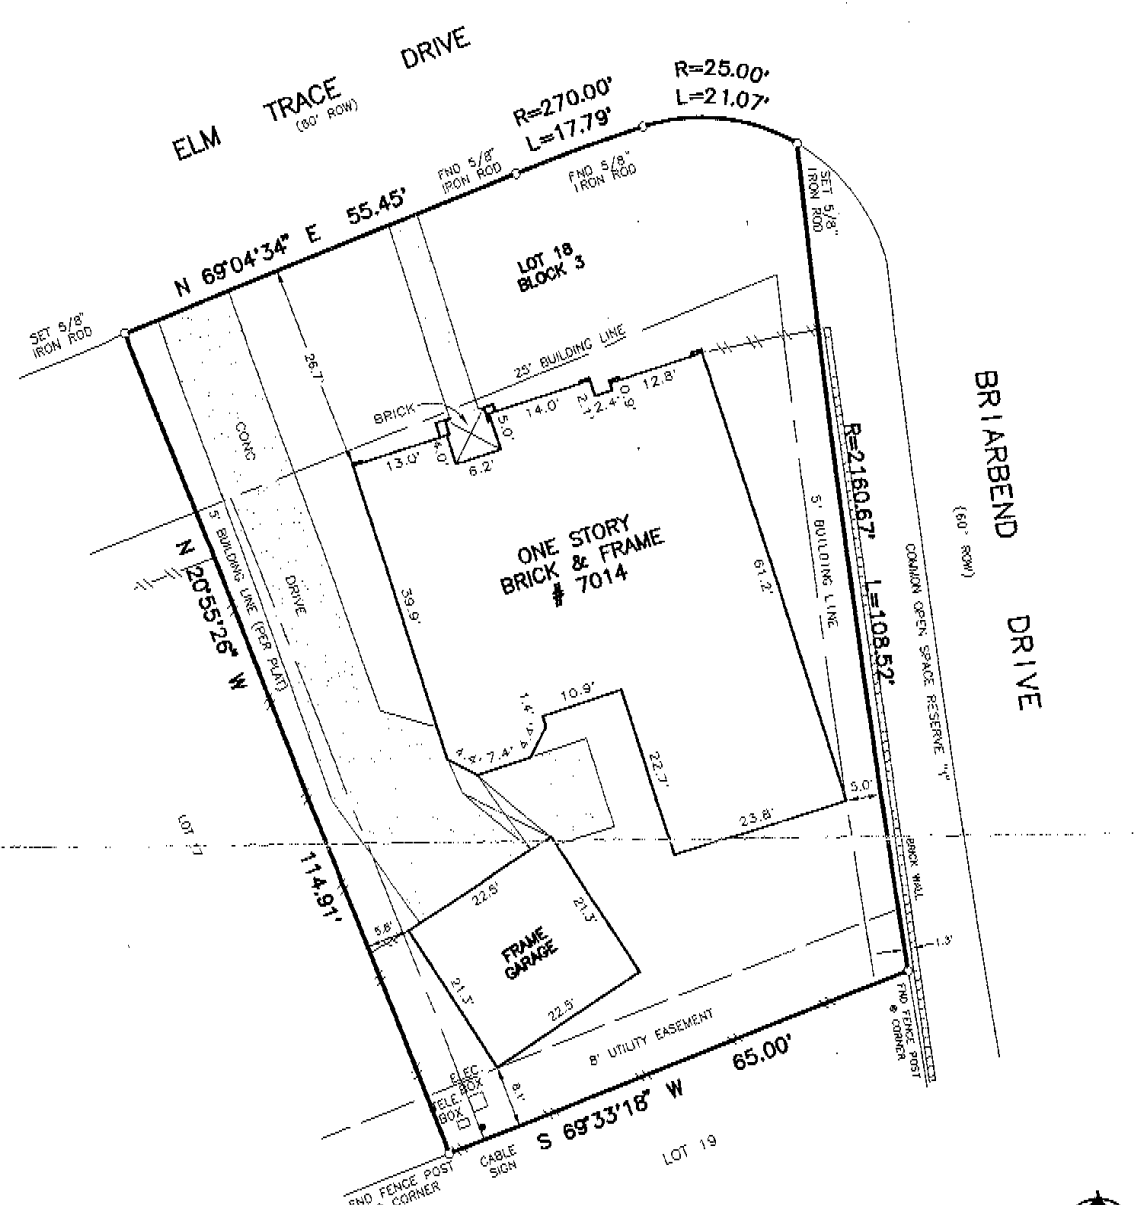 ELM TRACE DRIVE
(60' ROW)
R=270.00'
L=17.79'
R=25.00'
L=21.07'
FND 5/8"
IRON ROD
FND 5/8"
IRON ROD
SET 5/8"
IRON ROD
N 69°04'34" E 55.45'
SET 5/8"
IRON ROD
LOT 18
BLOCK 3
26.7'
25' BUILDING LINE
BRICK
14.0'
2.1'
2.4'
0.9'
12.8'
13.0'
4.0'
6.2'
5.0'
CONC
DRIVE
5' BUILDING LINE (PER PLAT)
N 20°55'26" W
114.91'
ONE STORY
BRICK & FRAME
# 7014
39.9'
61.2'
5' BUILDING LINE
R=2160.67' L=108.52'
COMMON OPEN SPACE RESERVE "I"
BRIARBEND DRIVE
(60' ROW)
1.4'
10.9'
4.4'
7.4'
4.4'
22.7'
23.8'
5.0'
LOT 17
BRICK WALL
22.5'
21.3'
5.8'
FRAME
GARAGE
21.3'
22.5'
1.3'
8' UTILITY EASEMENT
FND FENCE POST
@ CORNER
ELEC.
BOX
TELE.
BOX
8.1'
65.00'
S 69°33'18" W
CABLE
SIGN
LOT 19
FND FENCE POST
@ CORNER